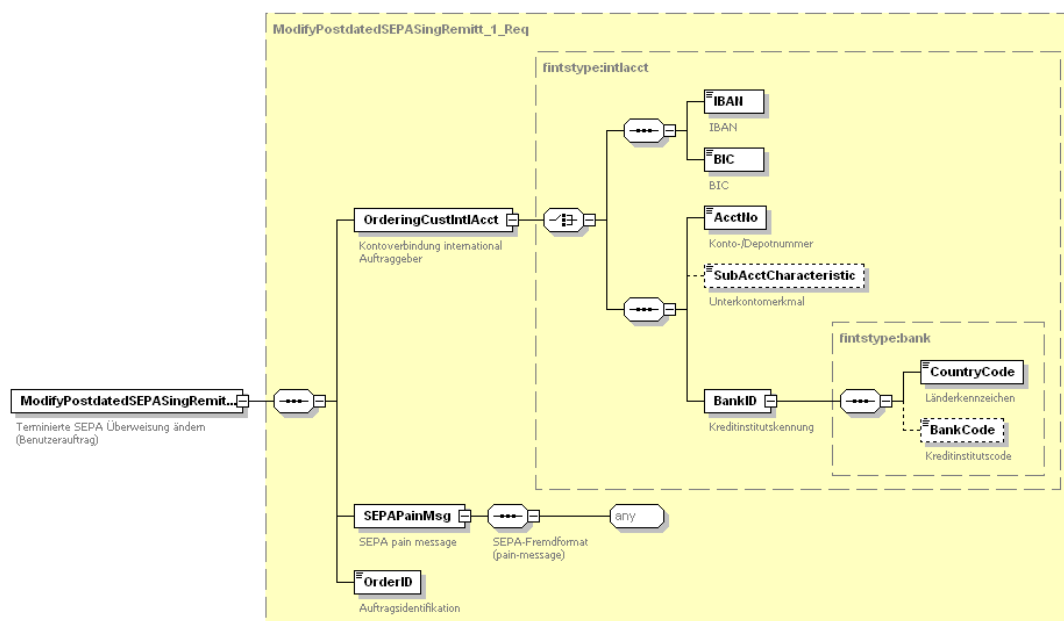 ModifyPostdatedSEPASingRemitt_1_Req
fintstype:intlacct
IBAN
IBAN
BIC
BIC
OrderingCustIntlAcct
Kontoverbindung international
Auftraggeber
AcctNo
Konto-/Depotnummer
SubAcctCharacteristic
Unterkontomerkmal
fintstype:bank
CountryCode
Länderkennzeichen
BankID
Kreditinstitutskennung
BankCode
Kreditinstitutscode
ModifyPostdatedSEPASingRemit...
Terminierte SEPA Überweisung ändern
(Benutzerauftrag)
SEPAPainMsg
SEPA pain message
SEPA-Fremdformat
(pain-message)
any
OrderID
Auftragsidentifikation